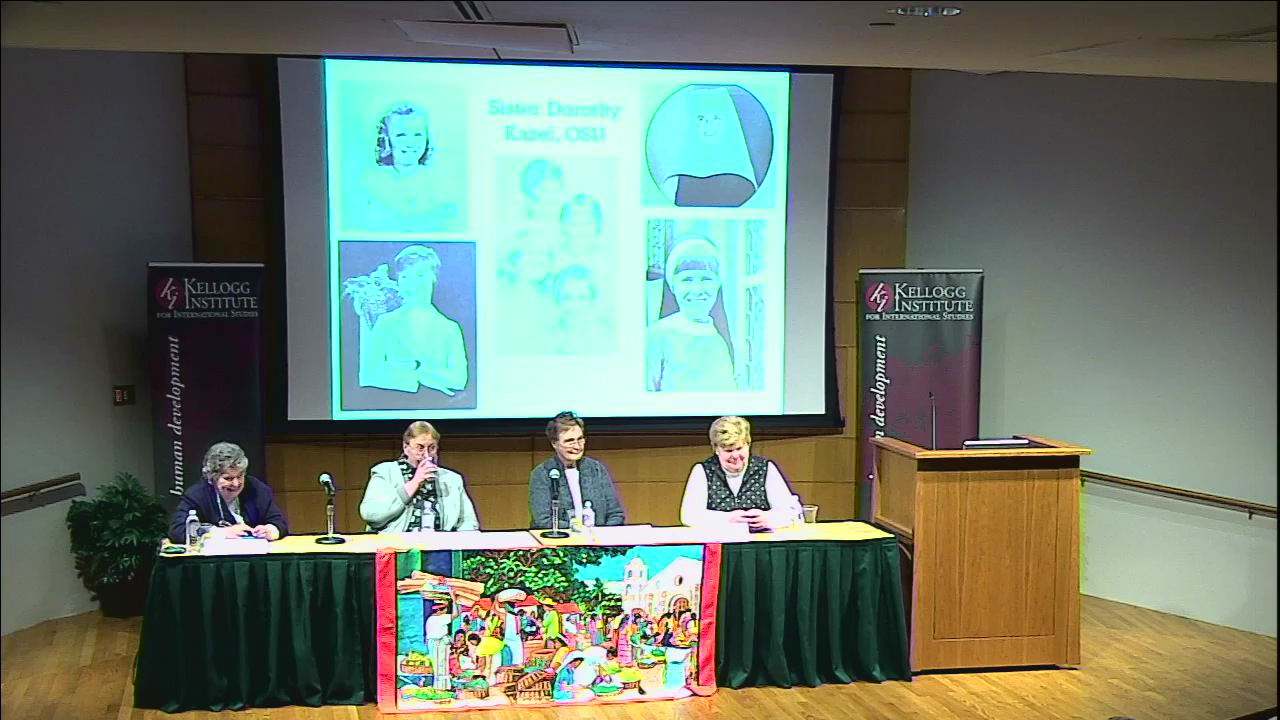 Sister Dorothy
Kazel, OSU
KELLOGG
INSTITUTE
FOR INTERNATIONAL STUDIES
human development
KELLOGG
INSTITUTE
FOR INTERNATIONAL STUDIES
n development